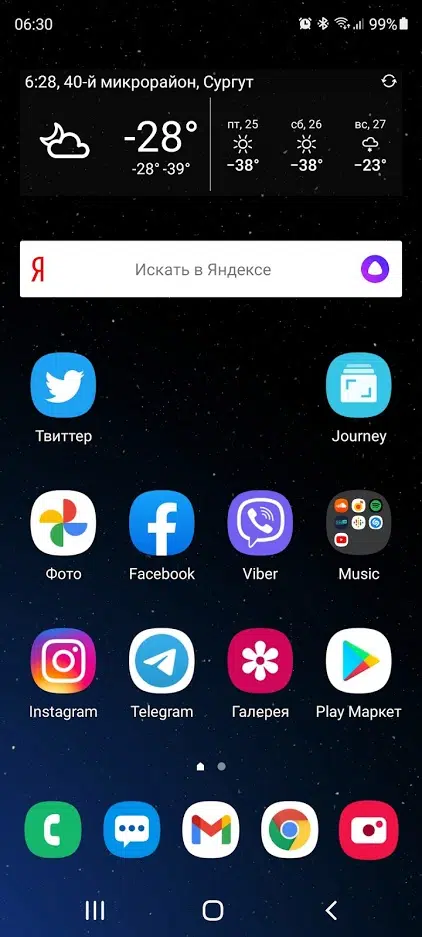 06:30 99%
6:28, 40-й микрорайон, Сургут
-28°
-28° -39°
пт, 25 сб, 26 вс, 27
-38° -38° -23°
Я Искать в Яндексе
Твиттер Journey
Фото Facebook Viber Music
Instagram Telegram Галерея Play Маркет